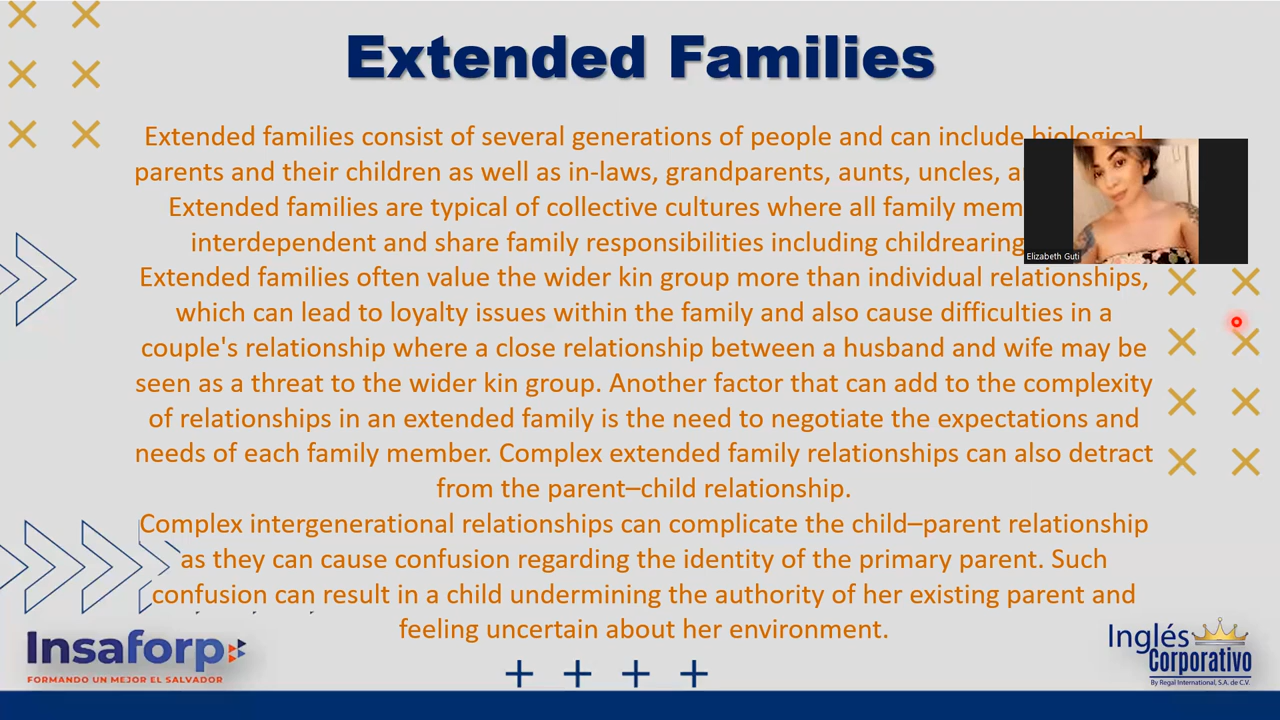 Extended Families
Extended families consist of several generations of people and can include biological
parents and their children as well as in-laws, grandparents, aunts, uncles,
Extended families are typical of collective cultures where all family
interdependent and share family responsibilities including childrearing
Elizabeth Guti
Extended families often value the wider kin group more than individual relationships,
which can lead to loyalty issues within the family and also cause difficulties in a
couple's relationship where a close relationship between a husband and wife may be
seen as a threat to the wider kin group. Another factor that can add to the complexity
of relationships in an extended family is the need to negotiate the expectations and
needs of each family member. Complex extended family relationships can also detract
from the parent–child relationship.
Complex intergenerational relationships can complicate the child–parent relationship
as they can cause confusion regarding the identity of the primary parent. Such
confusion can result in a child undermining the authority of her existing parent and
feeling uncertain about her environment.
Insaforp
FORMANDO UN MEJOR EL SALVADOR
Inglés
Corporativo
By Regal International, S.A. de C.V.